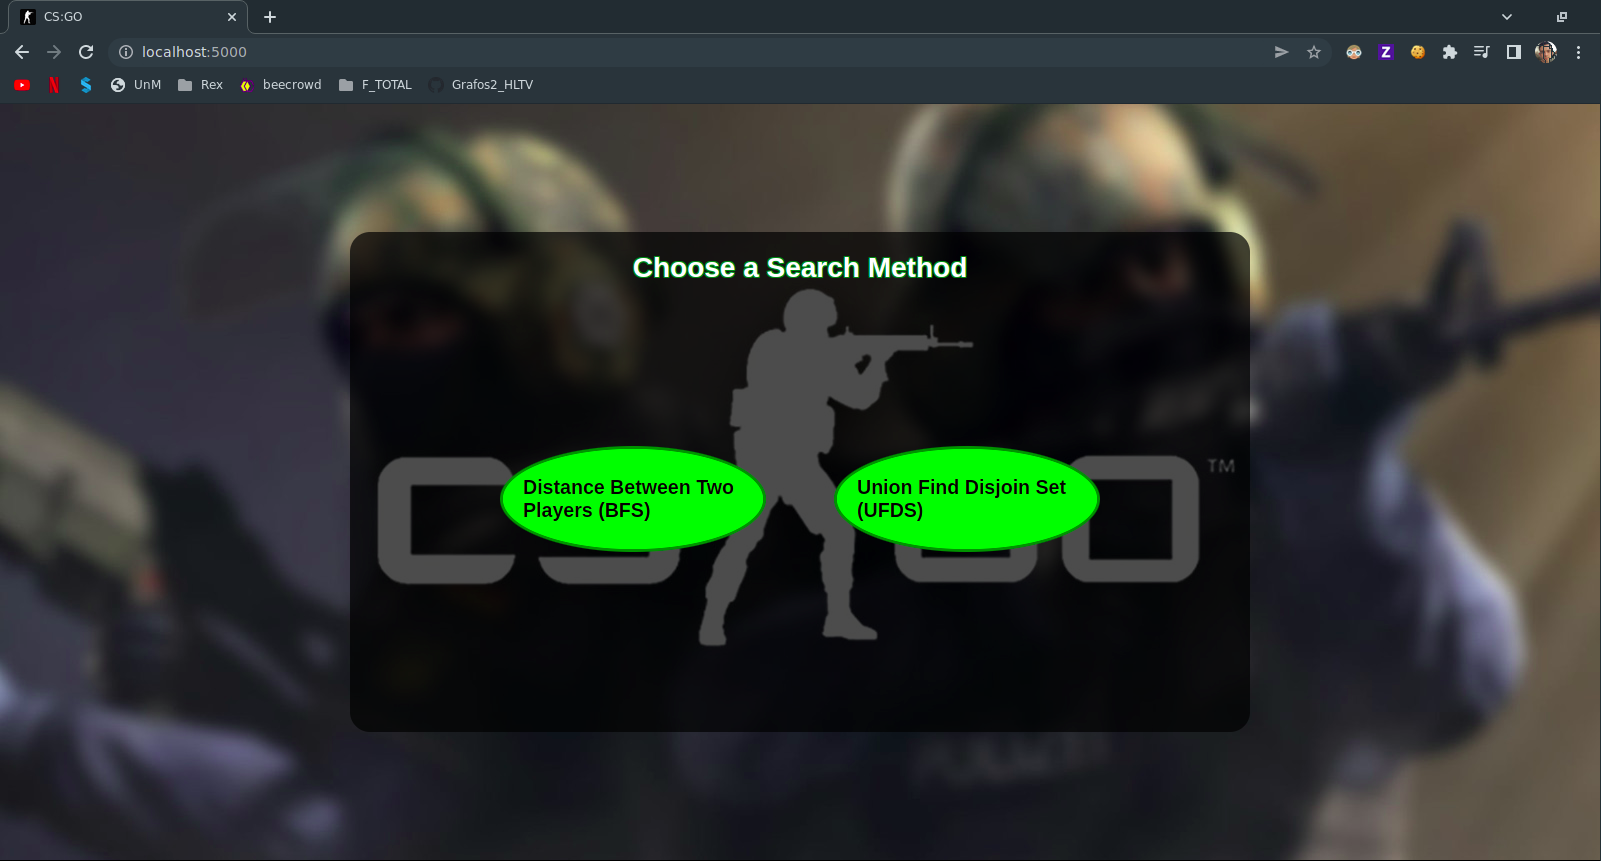 CS:GO
localhost:5000
UnM Rex beecrowd F_TOTAL Grafos2_HLTV
Choose a Search Method
TM
Distance Between Two
Players (BFS)
Union Find Disjoin Set
(UFDS)